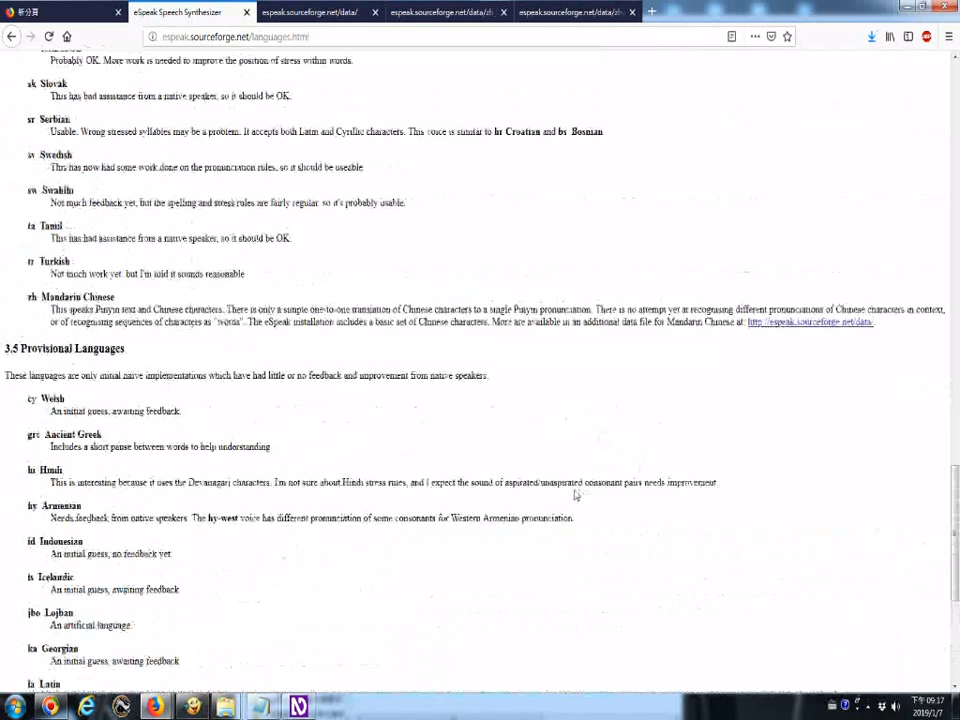 新分頁
eSpeak Speech Synthesizer
espeak.sourceforge.net/data/
espeak.sourceforge.net/data/zh
espeak.sourceforge.net/data/zh
espeak.sourceforge.net/languages.html
Probably OK. More work is needed to improve the position of stress within words.
sk Slovak
This has had assistance from a native speaker, so it should be OK.
sr Serbian
Usable. Wrong stressed syllables may be a problem. It accepts both Latin and Cyrillic characters. This voice is similar to hr Croatian and bs Bosnian
sv Swedish
This has now had some work done on the pronunciation rules, so it should be useable.
sw Swahili
Not much feedback yet, but the spelling and stress rules are fairly regular so it's probably usable.
ta Tamil
This has had assistance from a native speaker, so it should be OK.
tr Turkish
Not much work yet but I'm told it sounds reasonable
zh Mandarin Chinese
This speaks Pinyin text and Chinese characters. There is only a simple one-to-one translation of Chinese characters to a single Pinyin pronunciation. There is no attempt yet at recognising different pronunciations of Chinese characters in context,
or of recognising sequences of characters as "words". The eSpeak installation includes a basic set of Chinese characters. More are available in an additional data file for Mandarin Chinese at: http://espeak.sourceforge.net/data/.
3.5 Provisional Languages
These languages are only initial naive implementations which have had little or no feedback and improvement from native speakers.
cy Welsh
An initial guess, awaiting feedback.
grc Ancient Greek
Includes a short pause between words to help understanding
hi Hindi
This is interesting because it uses the Devanagari characters. I'm not sure about Hindi stress rules, and I expect the sound of aspirated/unaspirated consonant pairs needs improvement.
hy Armenian
Needs feedback from native speakers. The hy-west voice has different pronunciation of some consonants for Western Armenian pronunciation.
id Indonesian
An initial guess, no feedback yet
is Icelandic
An initial guess, awaiting feedback
jbo Lojban
An artificial language.
ka Georgian
An initial guess, awaiting feedback
la Latin
下午 09:17
2019/1/7